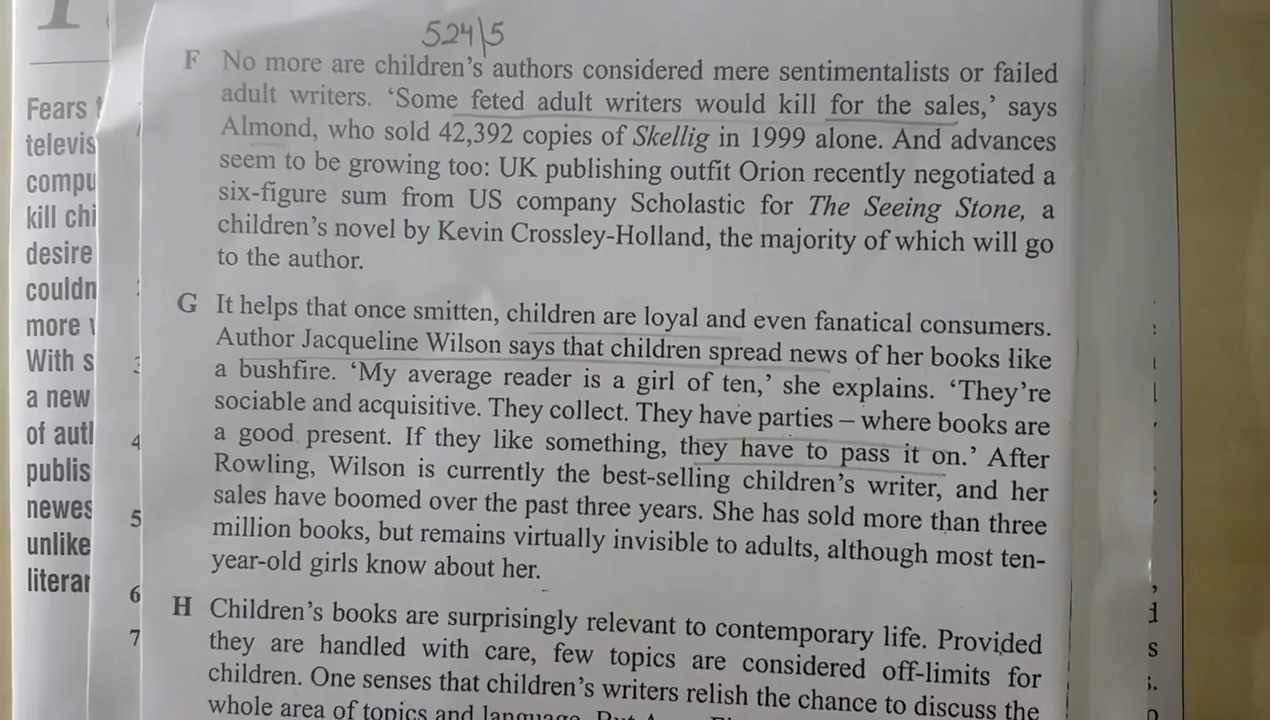 524\5
F No more are children's authors considered mere sentimentalists or failed
adult writers. 'Some feted adult writers would kill for the sales,' says
Almond, who sold 42,392 copies of Skellig in 1999 alone. And advances
seem to be growing too: UK publishing outfit Orion recently negotiated a
six-figure sum from US company Scholastic for The Seeing Stone, a
children's novel by Kevin Crossley-Holland, the majority of which will go
to the author.
G It helps that once smitten, children are loyal and even fanatical consumers.
Author Jacqueline Wilson says that children spread news of her books like
a bushfire. 'My average reader is a girl of ten,' she explains. 'They're
sociable and acquisitive. They collect. They have parties – where books are
a good present. If they like something, they have to pass it on.' After
Rowling, Wilson is currently the best-selling children's writer, and her
sales have boomed over the past three years. She has sold more than three
million books, but remains virtually invisible to adults, although most ten-
year-old girls know about her.
H Children's books are surprisingly relevant to contemporary life. Provided
they are handled with care, few topics are considered off-limits for
children. One senses that children's writers relish the chance to discuss the
whole area of topics and language. But
Fears
televis
compu
kill chi
desire
couldn
more
With s
a new
of aut
publis
newes
unlike
literar
4
5
6
7